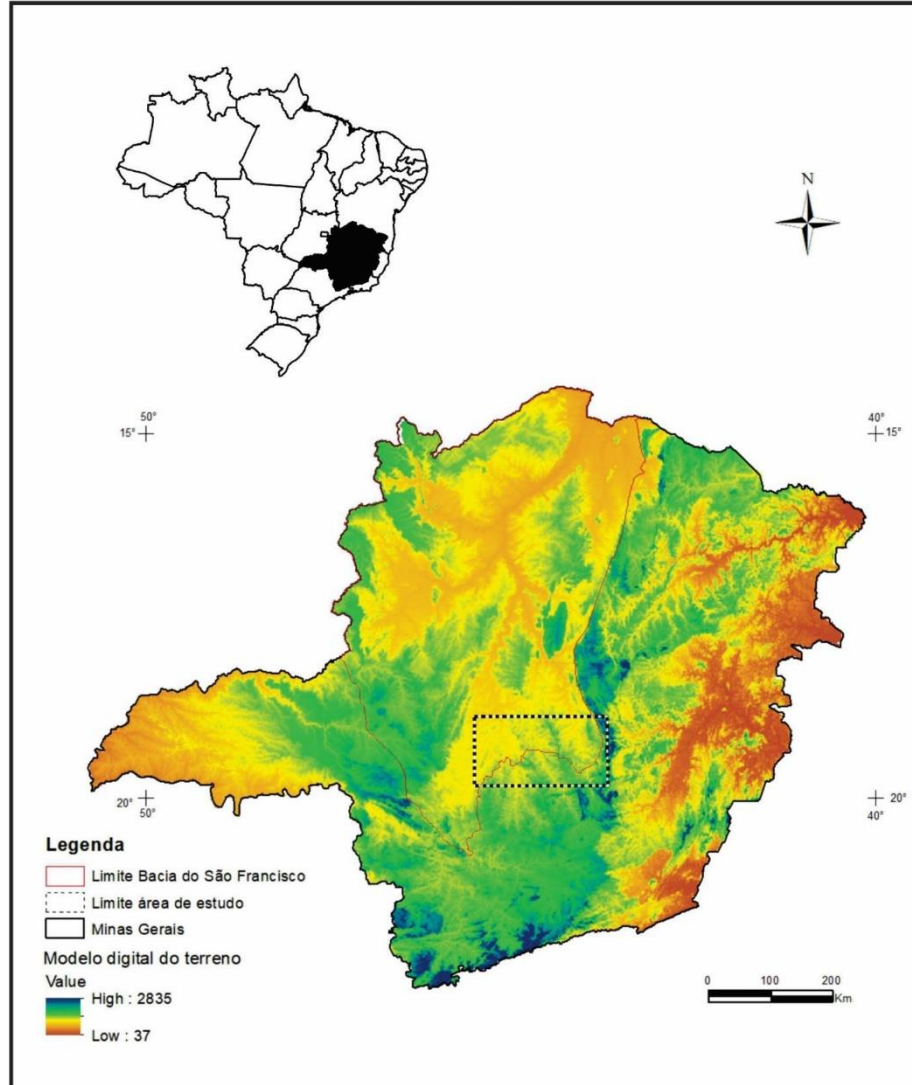 N
50°
15°
40°
15°
20°
50°
20°
40°
Legenda
Limite Bacia do São Francisco
Limite área de estudo
Minas Gerais
Modelo digital do terreno
Value
High : 2835
Low : 37
0 100 200
Km